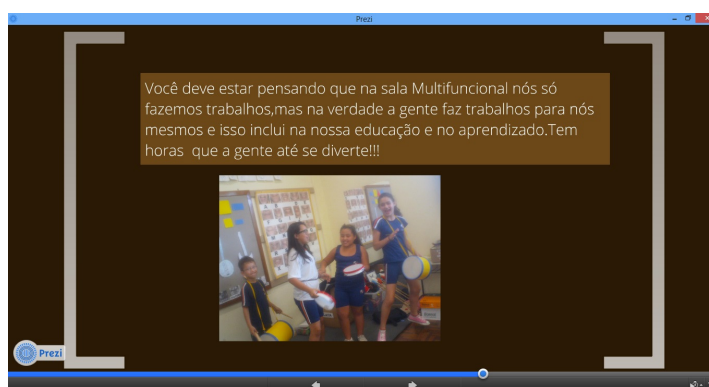 Prezi
Você deve estar pensando que na sala Multifuncional nós só
fazemos trabalhos,mas na verdade a gente faz trabalhos para nós
mesmos e isso inclui na nossa educação e no aprendizado.Tem
horas  que a gente até se diverte!!!
Prezi